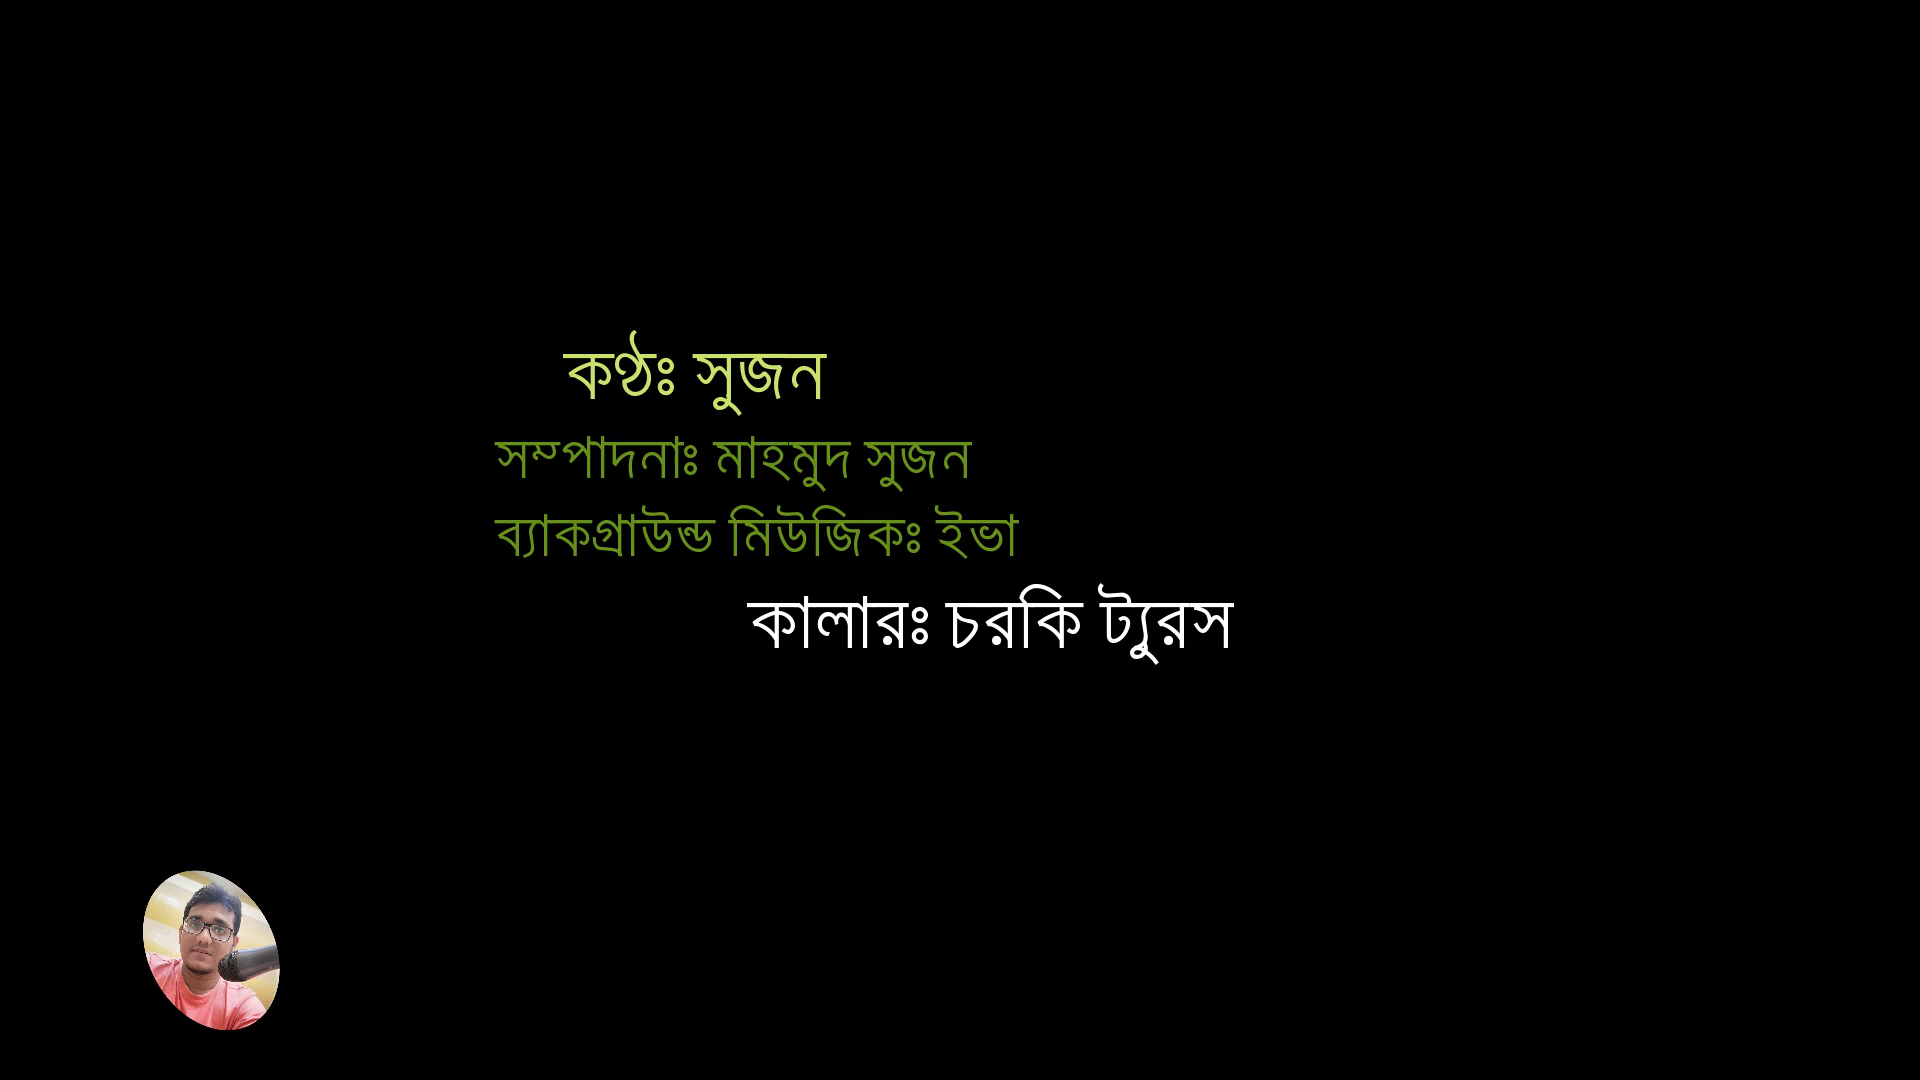 কণ্ঠঃ সুজন
সম্পাদনাঃ মাহমুদ সুজন
ব্যাকগ্রাউন্ড মিউজিকঃ ইভা
কালারঃ চরকি ট্যুরস